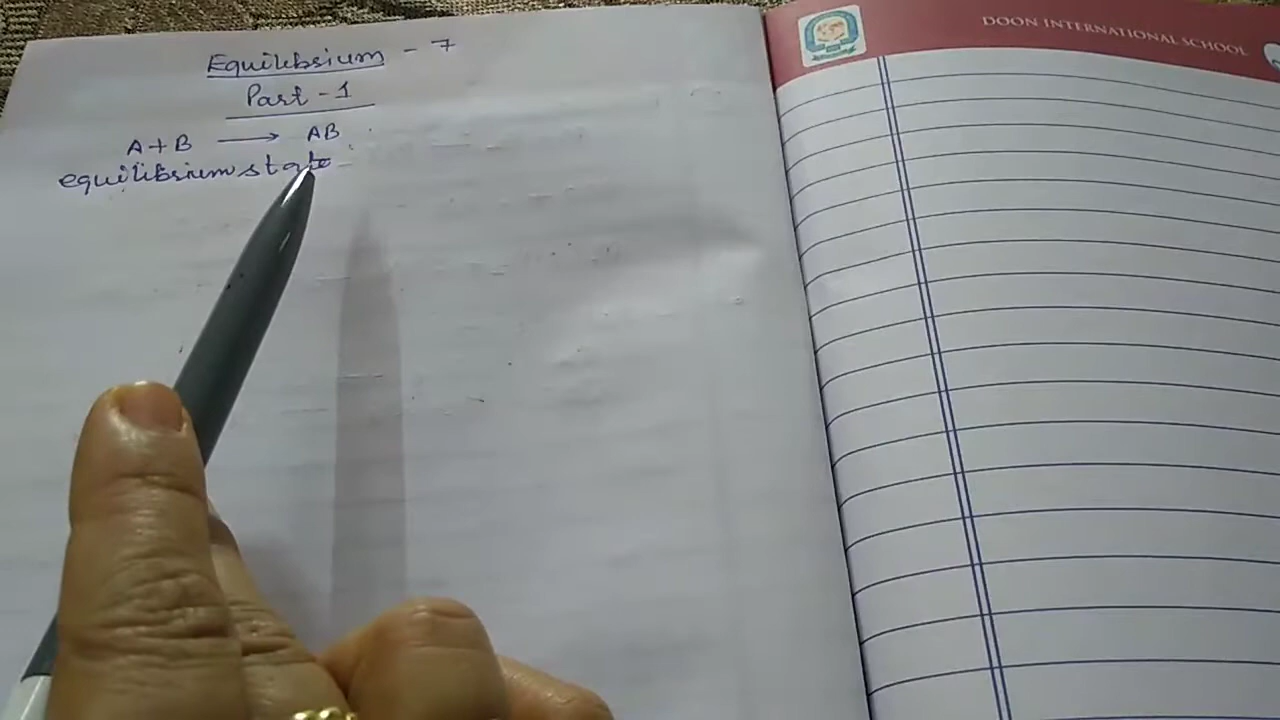 Equilibrium - 7
Part - 1
A + B ⟶ AB
equilibrium state
DOON INTERNATIONAL SCHOOL